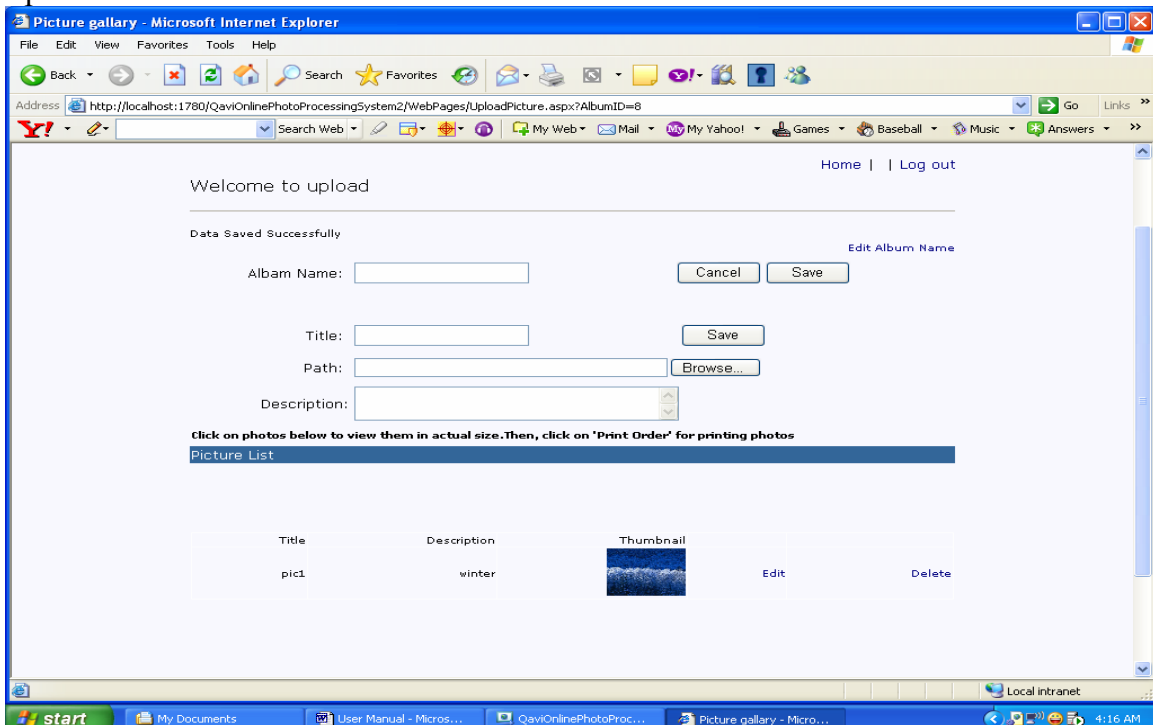 Picture gallary - Microsoft Internet Explorer
File Edit View Favorites Tools Help
Back Search Favorites
Address http://localhost:1780/QaviOnlinePhotoProcessingSystem2/WebPages/UploadPicture.aspx?AlbumID=8 Go Links »
Y! Search Web My Web Mail My Yahoo! Games Baseball Music Answers »
Home | | Log out
Welcome to upload
Data Saved Successfully
Edit Album Name
Albam Name: Cancel Save
Title: Save
Path: Browse...
Description:
Click on photos below to view them in actual size.Then, click on 'Print Order' for printing photos
Picture List
Title Description Thumbnail
pic1 winter Edit Delete
Local intranet
start My Documents User Manual - Micros... QaviOnlinePhotoProc... Picture gallary - Micro... 4:16 AM